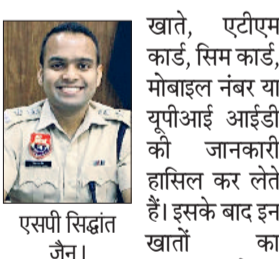 खाते, एटीएम
कार्ड, सिम कार्ड,
मोबाइल नंबर या
यूपीआई आईडी
की जानकारी
हासिल कर लेते
हैं। इसके बाद इन
खातों का
एसपी सिद्धांत
जैन।